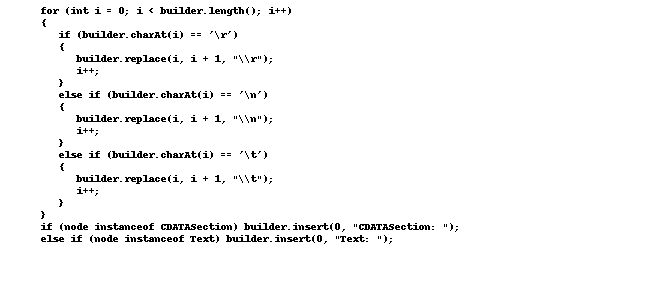 for (int i = 0; i < builder.length(); i++)
{
if (builder.charAt(i) == '\r')
{
builder.replace(i, i + 1, "\\r");
i++;
}
else if (builder.charAt(i) == '\n')
{
builder.replace(i, i + 1, "\\n");
i++;
}
else if (builder.charAt(i) == '\t')
{
builder.replace(i, i + 1, "\\t");
i++;
}
}
if (node instanceof CDATASection) builder.insert(0, "CDATASection: ");
else if (node instanceof Text) builder.insert(0, "Text: ");